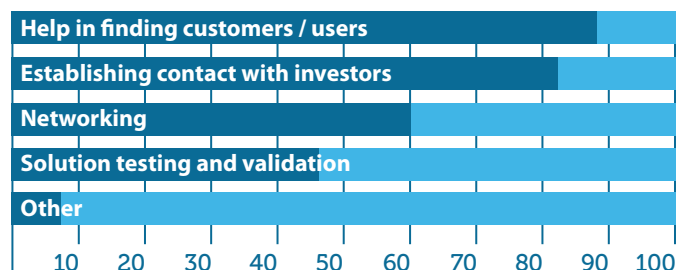 Help in finding customers / users
Establishing contact with investors
Networking
Solution testing and validation
Other
10 20 30 40 50 60 70 80 90 100